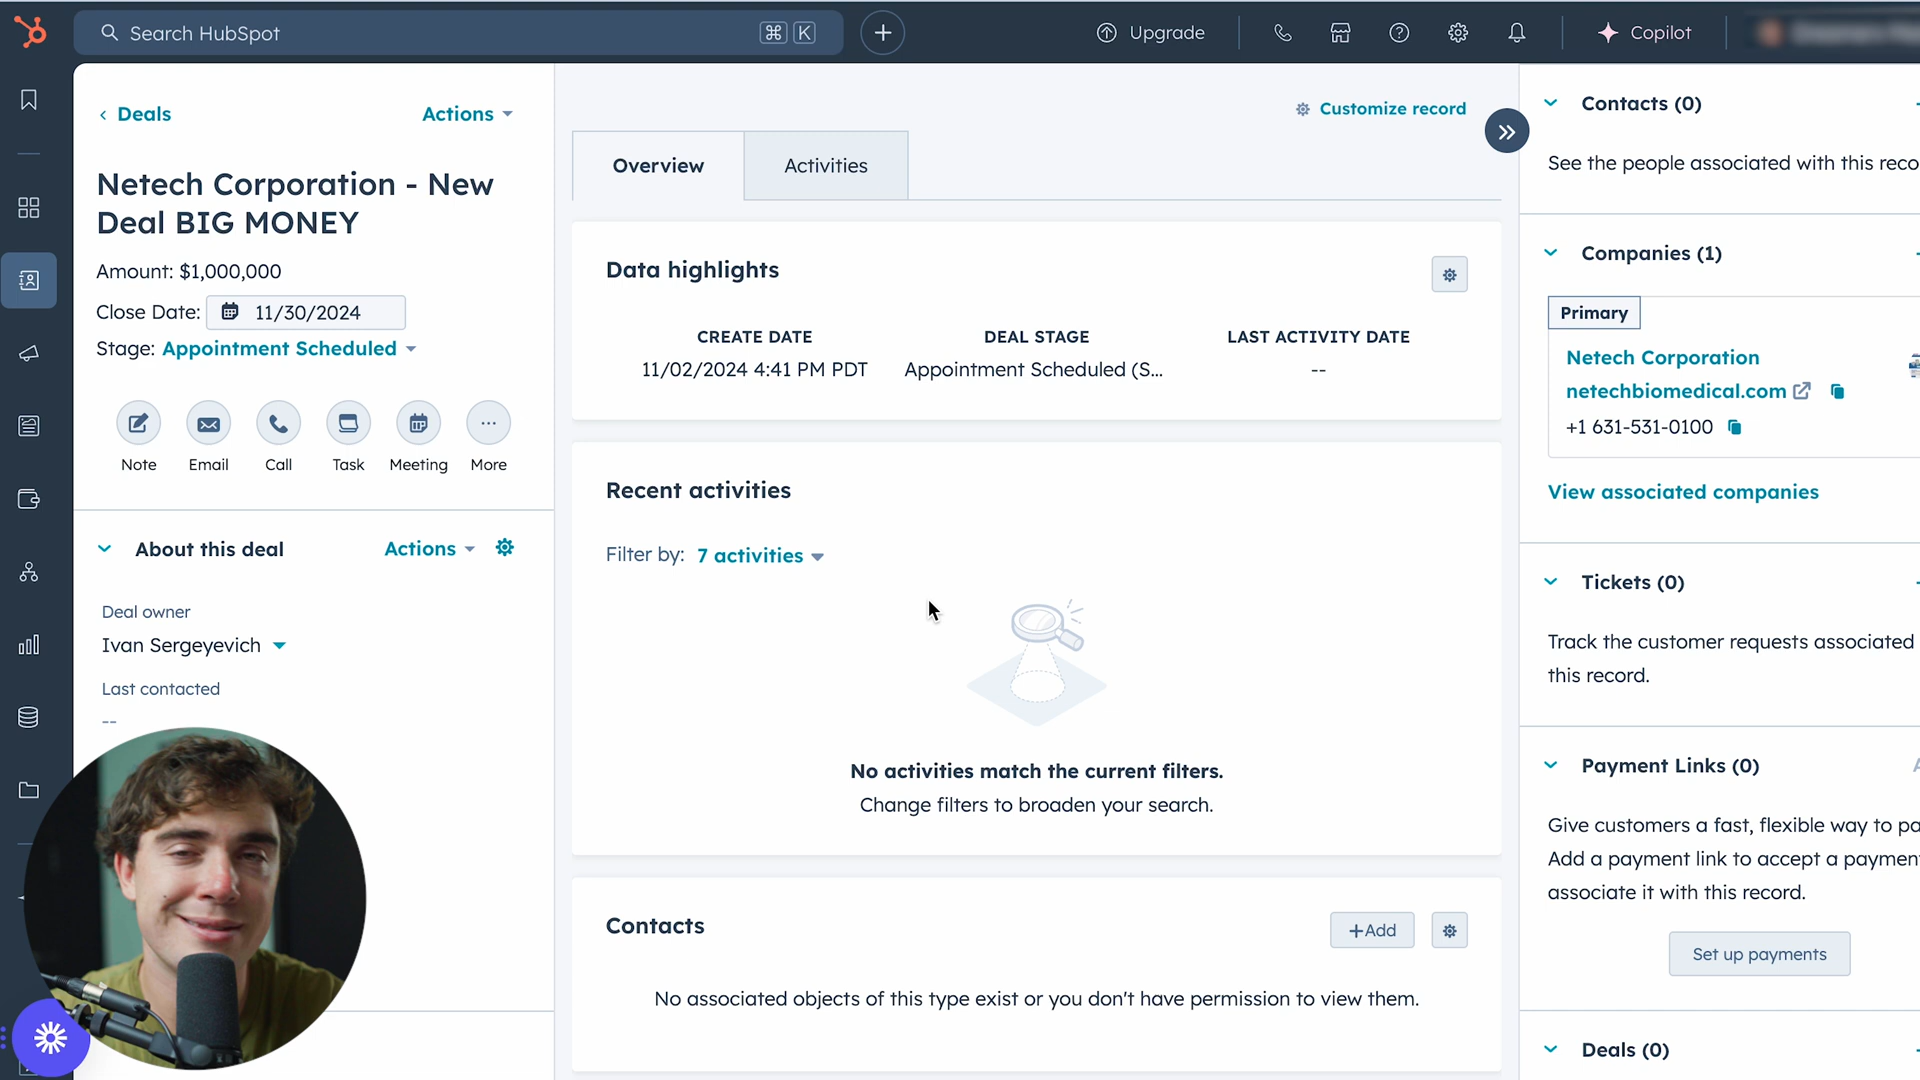 Search HubSpot
⌘ K
Upgrade
Copilot
Deals
Actions
Netech Corporation - New
Deal BIG MONEY
Amount: $1,000,000
Close Date: 11/30/2024
Stage: Appointment Scheduled
Note
Email
Call
Task
Meeting
More
About this deal
Actions
Deal owner
Ivan Sergeyevich
Last contacted
--
Customize record
Overview
Activities
Data highlights
CREATE DATE
11/02/2024 4:41 PM PDT
DEAL STAGE
Appointment Scheduled (S...
LAST ACTIVITY DATE
--
Recent activities
Filter by: 7 activities
No activities match the current filters.
Change filters to broaden your search.
Contacts
+Add
No associated objects of this type exist or you don't have permission to view them.
Contacts (0)
See the people associated with this reco
Companies (1)
Primary
Netech Corporation
netechbiomedical.com
+1 631-531-0100
View associated companies
Tickets (0)
Track the customer requests associated
this record.
Payment Links (0)
Give customers a fast, flexible way to pa
Add a payment link to accept a paymen
associate it with this record.
Set up payments
Deals (0)